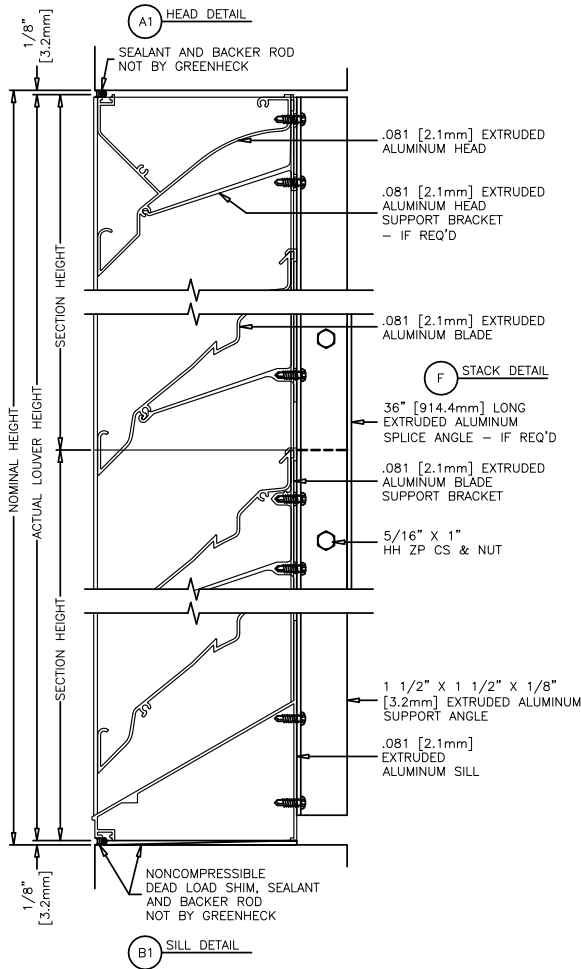 A1 HEAD DETAIL
1/8"
[3.2mm]
SEALANT AND BACKER ROD
NOT BY GREENHECK
.081 [2.1mm] EXTRUDED
ALUMINUM HEAD
.081 [2.1mm] EXTRUDED
ALUMINUM HEAD
SUPPORT BRACKET
– IF REQ'D
SECTION HEIGHT
.081 [2.1mm] EXTRUDED
ALUMINUM BLADE
F STACK DETAIL
36" [914.4mm] LONG
EXTRUDED ALUMINUM
SPLICE ANGLE – IF REQ'D
NOMINAL HEIGHT
ACTUAL LOUVER HEIGHT
.081 [2.1mm] EXTRUDED
ALUMINUM BLADE
SUPPORT BRACKET
5/16" X 1"
HH ZP CS & NUT
SECTION HEIGHT
1 1/2" X 1 1/2" X 1/8"
[3.2mm] EXTRUDED ALUMINUM
SUPPORT ANGLE
.081 [2.1mm]
EXTRUDED
ALUMINUM SILL
1/8"
[3.2mm]
NONCOMPRESSIBLE
DEAD LOAD SHIM, SEALANT
AND BACKER ROD
NOT BY GREENHECK
B1 SILL DETAIL